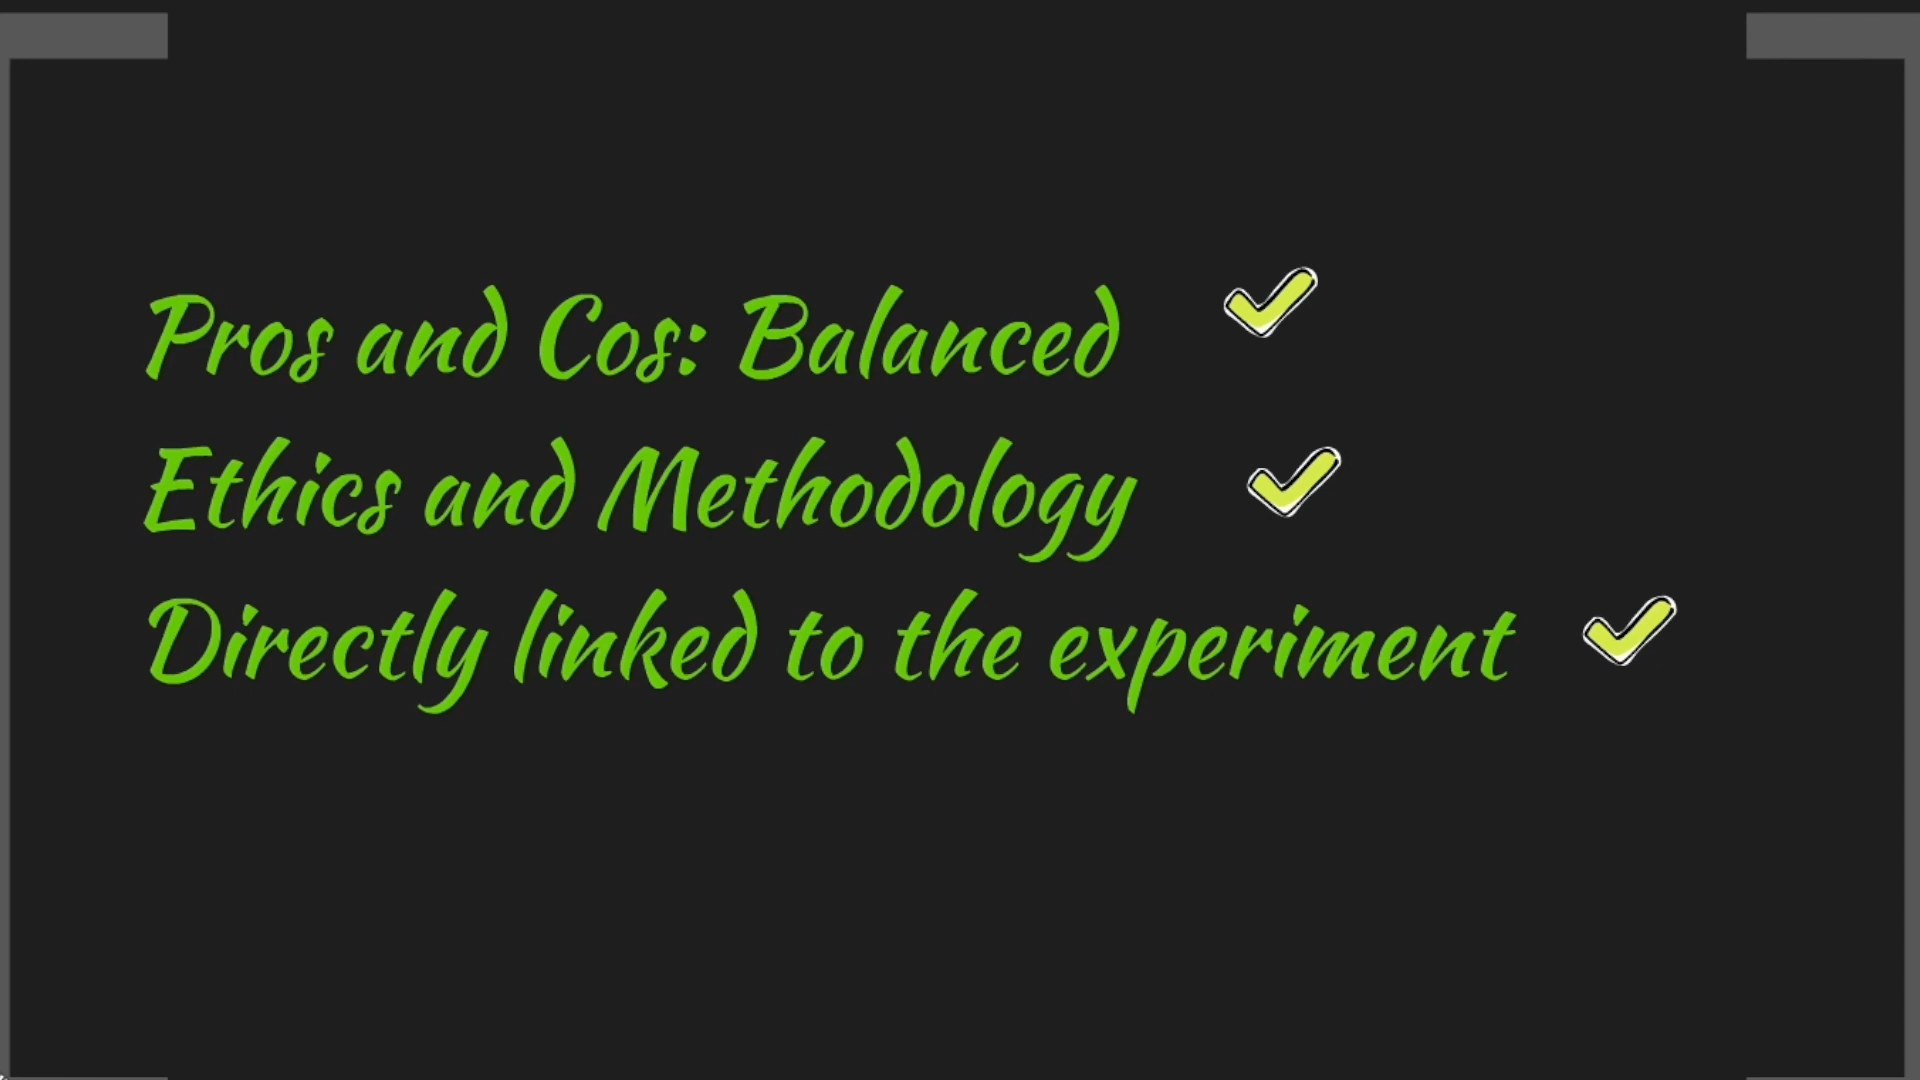 Pros and Cos: Balanced
Ethics and Methodology
Directly linked to the experiment